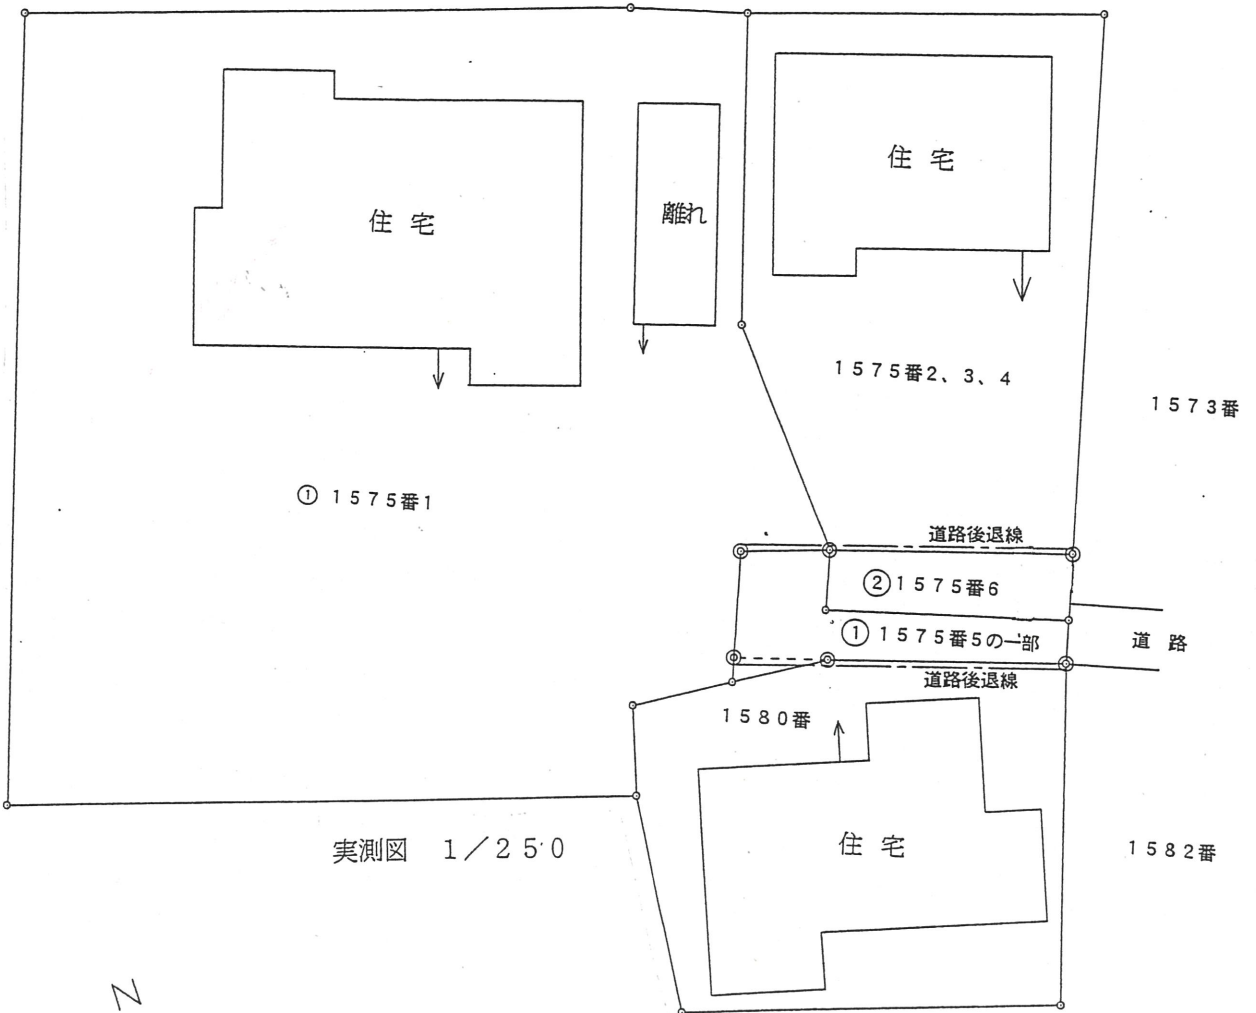 住宅
離れ
住宅
1575番2、3、4
1573番
① 1575番1
道路後退線
② 1575番6
① 1575番5の一部
道路
道路後退線
1580番
住宅
実測図 1/250
1582番
N